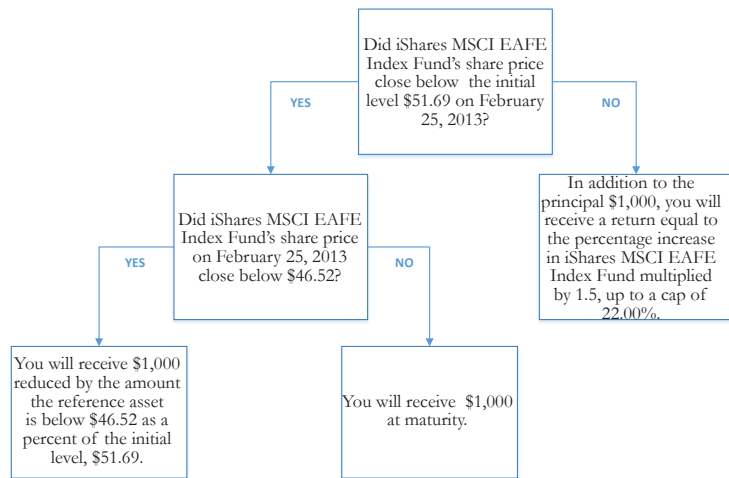 Did iShares MSCI EAFE
Index Fund's share price
close below the initial
level $51.69 on February
25, 2013?
YES
NO
Did iShares MSCI EAFE
Index Fund's share price
on February 25, 2013
close below $46.52?
In addition to the
principal $1,000, you will
receive a return equal to
the percentage increase
in iShares MSCI EAFE
Index Fund multiplied
by 1.5, up to a cap of
22.00%.
YES
NO
You will receive $1,000
reduced by the amount
the reference asset
is below $46.52 as a
percent of the initial
level, $51.69.
You will receive $1,000
at maturity.